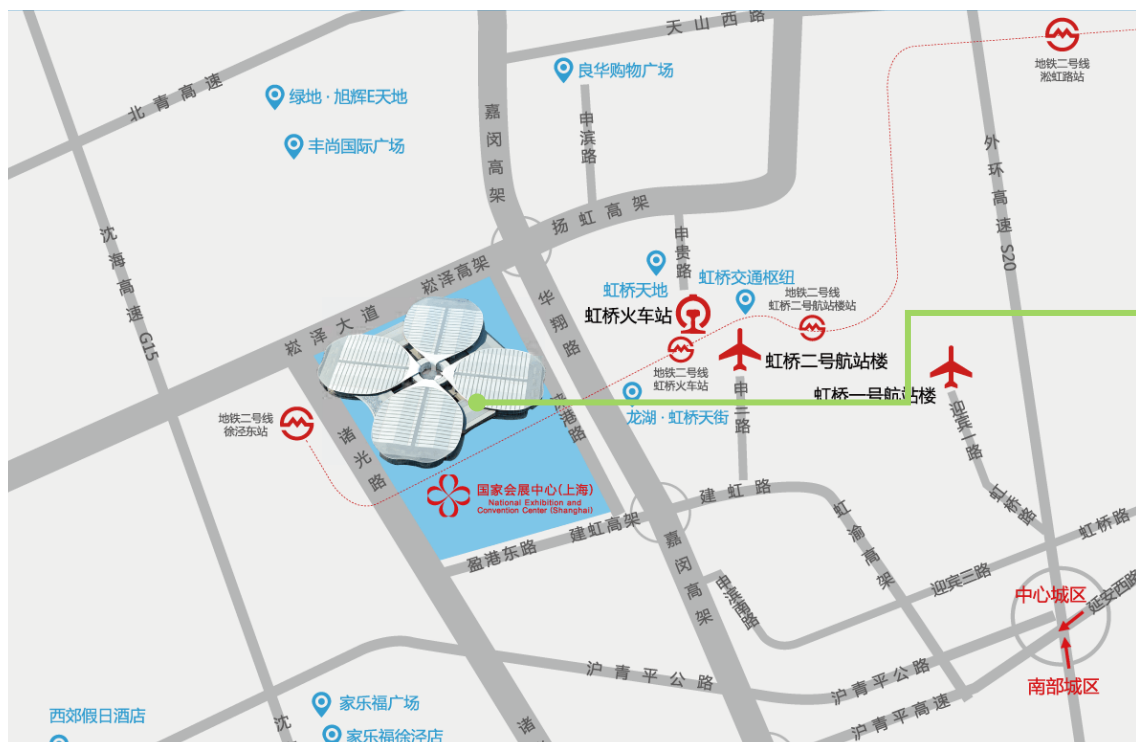 天山西路
地铁二号线
淞虹路站
良华购物广场
北青高速
绿地·旭辉E天地
丰尚国际广场
嘉闵高架
申滨路
外环高速 S20
沈海高速 G15
扬虹高架
申贵路
崧泽高架
虹桥天地
虹桥交通枢纽
地铁二号线
虹桥二号航站楼站
华翔路
虹桥火车站
崧泽大道
地铁二号线
虹桥火车站
虹桥二号航站楼
虹桥一号航站楼
龙湖·虹桥天街
申二路
迎宾一路
地铁二号线
徐泾东站
诸光路
港路
国家会展中心(上海)
National Exhibition and
Convention Center (Shanghai)
建虹路
虹桥路
虹渝高架
虹桥路
建虹高架
盈港东路
嘉闵高架
申滨南路
迎宾三路
中心城区
延安西路
沪青平公路
沪青平公路
南部城区
沪青平高速
西郊假日酒店
家乐福广场
家乐福徐泾店
沈
诸